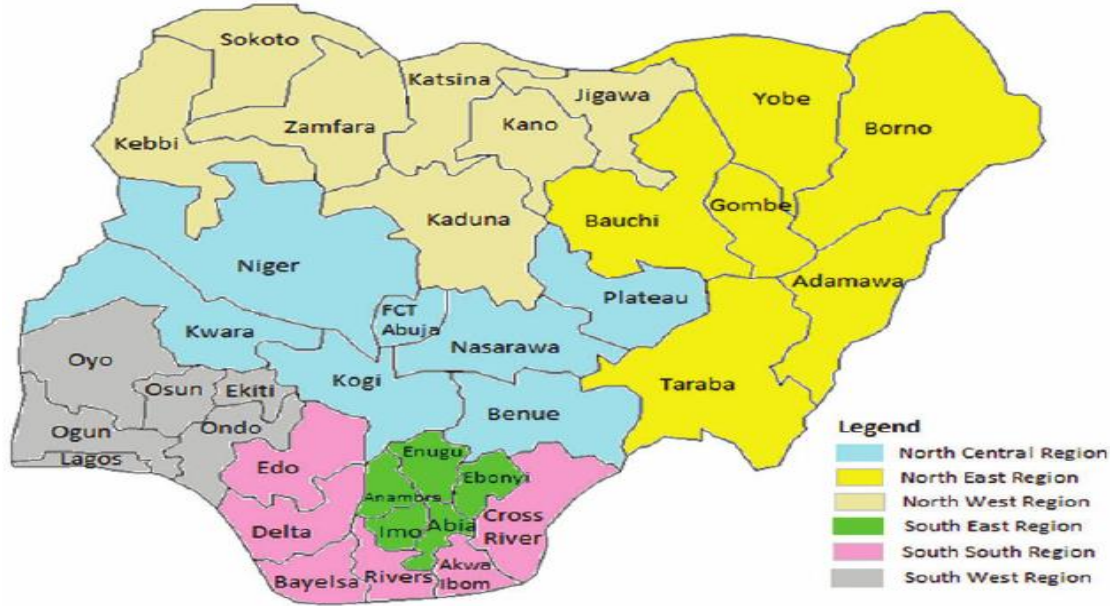 Sokoto
Katsina
Jigawa
Yobe
Borno
Kebbi
Zamfara
Kano
Kaduna
Bauchi
Gombe
Niger
Adamawa
Plateau
FCT
Abuja
Kwara
Nasarawa
Oyo
Kogi
Taraba
Osun
Ekiti
Benue
Ogun
Ondo
Lagos
Edo
Enugu
Ebonyi
Anambra
Delta
Imo
Abia
Cross
River
Bayelsa
Rivers
Akwa
Ibom
Legend
North Central Region
North East Region
North West Region
South East Region
South South Region
South West Region